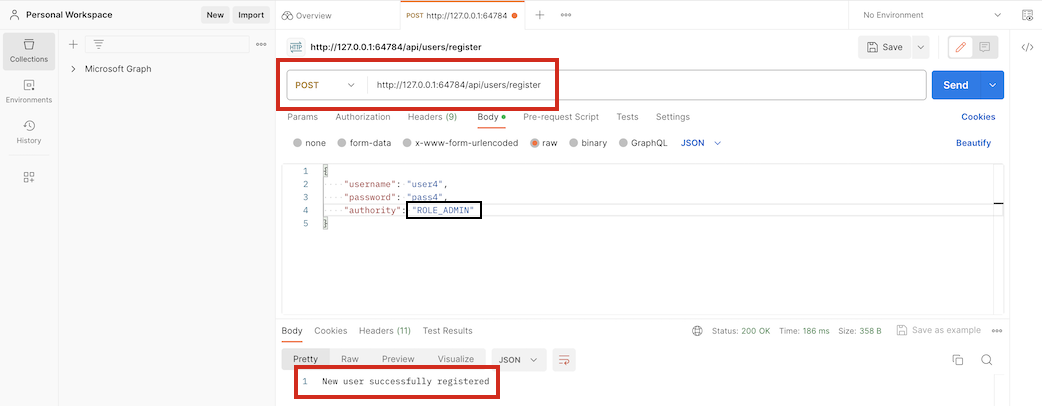 Personal Workspace
New
Import
Overview
POST http://127.0.0.1:64784
No Environment
Collections
Environments
History
Microsoft Graph
HTTP
http://127.0.0.1:64784/api/users/register
Save
POST
http://127.0.0.1:64784/api/users/register
Send
Params
Authorization
Headers (9)
Body
Pre-request Script
Tests
Settings
Cookies
none
form-data
x-www-form-urlencoded
raw
binary
GraphQL
JSON
Beautify
1 {
2 "username": "user4",
3 "password": "pass4",
4 "authority": "ROLE_ADMIN"
5 }
Body
Cookies
Headers (11)
Test Results
Status: 200 OK
Time: 186 ms
Size: 358 B
Save as example
Pretty
Raw
Preview
Visualize
JSON
1 New user successfully registered